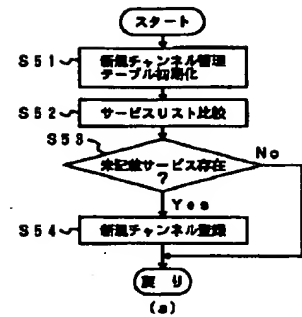 スタート
S51
新規チャンネル管理
テーブル初期化
S52
サービスリスト比較
S53
未記載サービス存在
?
No
Yes
S54
新規チャンネル登録
戻り
(a)